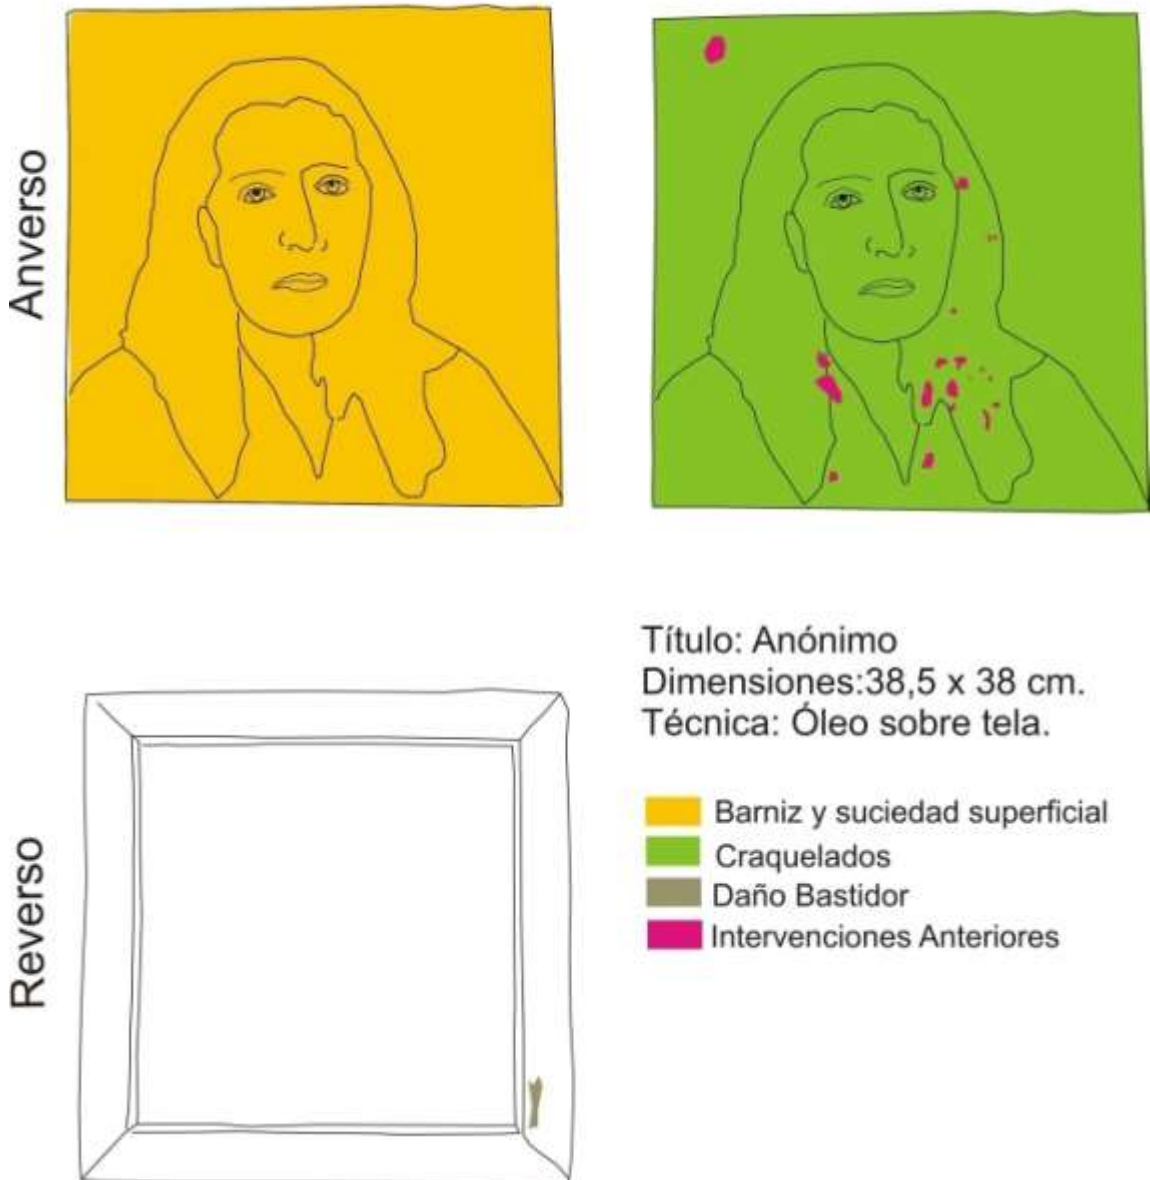 Anverso
Título: Anónimo
Dimensiones:38,5 x 38 cm.
Técnica: Óleo sobre tela.
Barniz y suciedad superficial
Craquelados
Daño Bastidor
Intervenciones Anteriores
Reverso